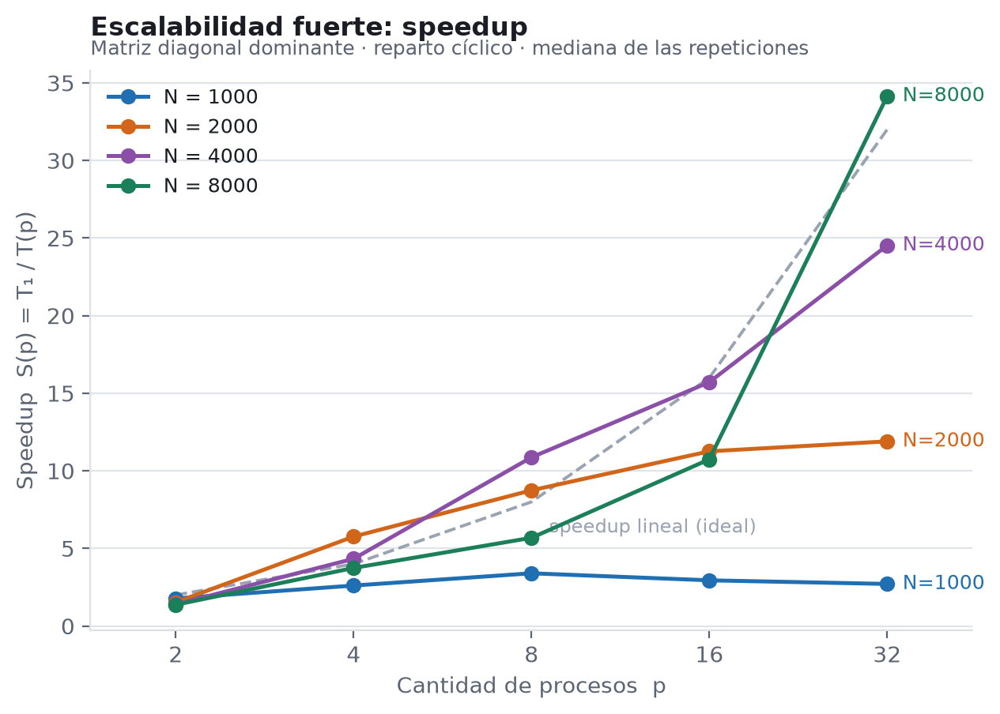 Escalabilidad fuerte: speedup
Matriz diagonal dominante · reparto cíclico · mediana de las repeticiones
35
30
25
20
15
10
5
0
Speedup S(p) = T₁ / T(p)
N = 1000
N = 2000
N = 4000
N = 8000
N=8000
N=4000
N=2000
speedup lineal (ideal)
N=1000
2 4 8 16 32
Cantidad de procesos p